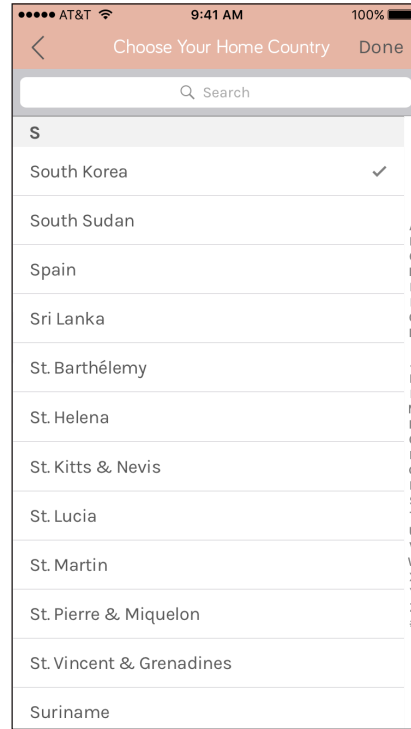 AT&T 9:41 AM 100%
Choose Your Home Country Done
Search
S
South Korea
South Sudan
Spain
Sri Lanka
St. Barthélemy
St. Helena
St. Kitts & Nevis
St. Lucia
St. Martin
St. Pierre & Miquelon
St. Vincent & Grenadines
Suriname